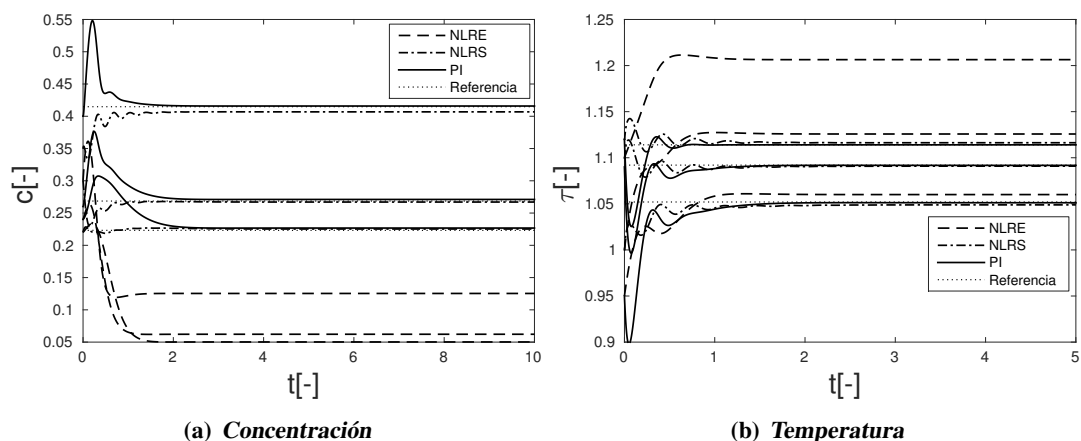 0.55
0.5
0.45
0.4
0.35
0.3
0.25
0.2
0.15
0.1
0.05
c[-]
0 2 4 6 8 10
t[-]
NLRE
NLRS
PI
Referencia
(a) Concentración
1.25
1.2
1.15
1.1
1.05
1
0.95
0.9
τ[-]
0 1 2 3 4 5
t[-]
NLRE
NLRS
PI
Referencia
(b) Temperatura